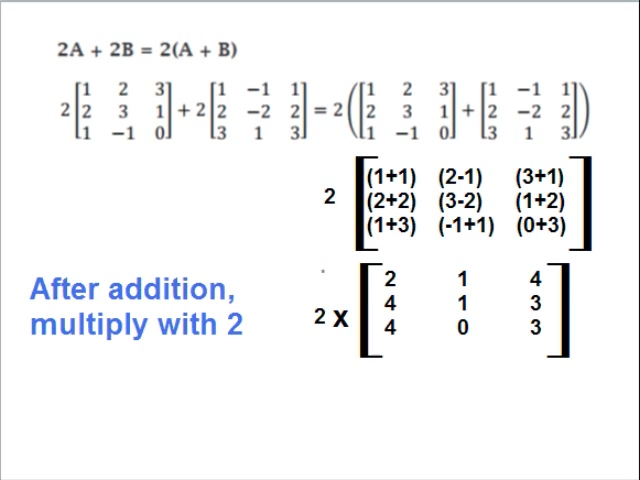 2A + 2B = 2(A + B)
2 [1 2 3] + 2 [1 −1 1] = 2 ([1 2 3] + [1 −1 1])
[2 3 1] [2 −2 2] [2 3 1] [2 −2 2]
[1 −1 0] [3 1 3] [1 −1 0] [3 1 3]
2 [(1+1) (2-1) (3+1)]
(2+2) (3-2) (1+2)
(1+3) (-1+1) (0+3)
After addition,
multiply with 2
2 x [2 1 4]
4 1 3
4 0 3